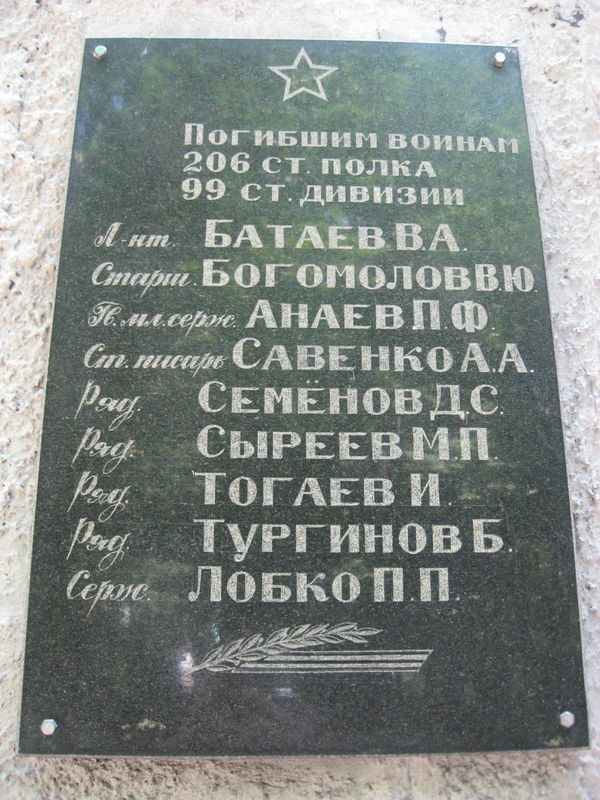 Погибшим воинам
206 ст. полка
99 ст. дивизии
Л-нт. Батаев В.А.
Старш. Богомолов В.Ю.
Гв. мл. серж. Анаев П.Ф.
Ст. писарь Савенко А.А.
Ряд. Семёнов Д.С.
Ряд. Сыреев М.П.
Ряд. Тогаев И.
Ряд. Тургинов Б.
Серж. Лобко П.П.